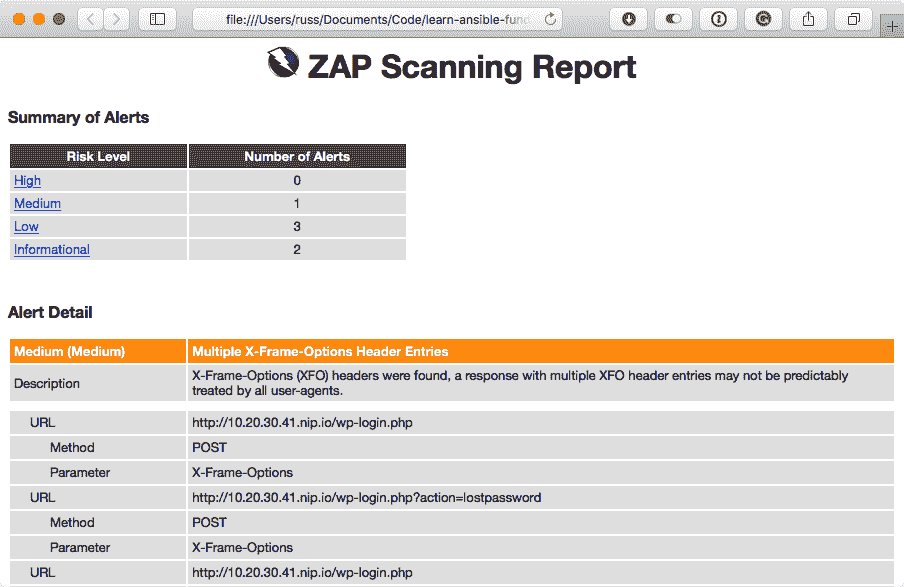 file:///Users/russ/Documents/Code/learn-ansible-fund
ZAP Scanning Report
Summary of Alerts
Risk Level Number of Alerts
High 0
Medium 1
Low 3
Informational 2
Alert Detail
Medium (Medium) Multiple X-Frame-Options Header Entries
Description X-Frame-Options (XFO) headers were found, a response with multiple XFO header entries may not be predictably
treated by all user-agents.
URL http://10.20.30.41.nip.io/wp-login.php
Method POST
Parameter X-Frame-Options
URL http://10.20.30.41.nip.io/wp-login.php?action=lostpassword
Method POST
Parameter X-Frame-Options
URL http://10.20.30.41.nip.io/wp-login.php